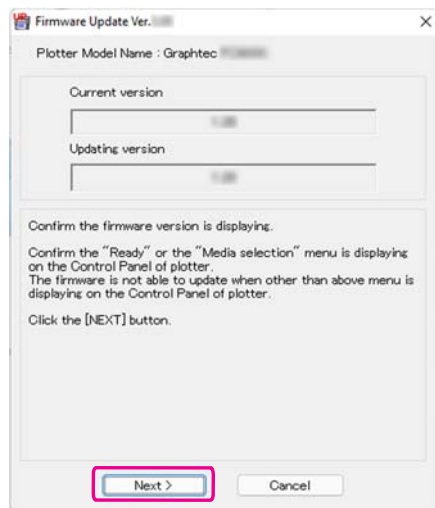 Firmware Update Ver.
Plotter Model Name : Graphtec
Current version
Updating version
Confirm the firmware version is displaying.
Confirm the "Ready" or the "Media selection" menu is displaying
on the Control Panel of plotter.
The firmware is not able to update when other than above menu is
displaying on the Control Panel of plotter.
Click the [NEXT] button.
Next >
Cancel